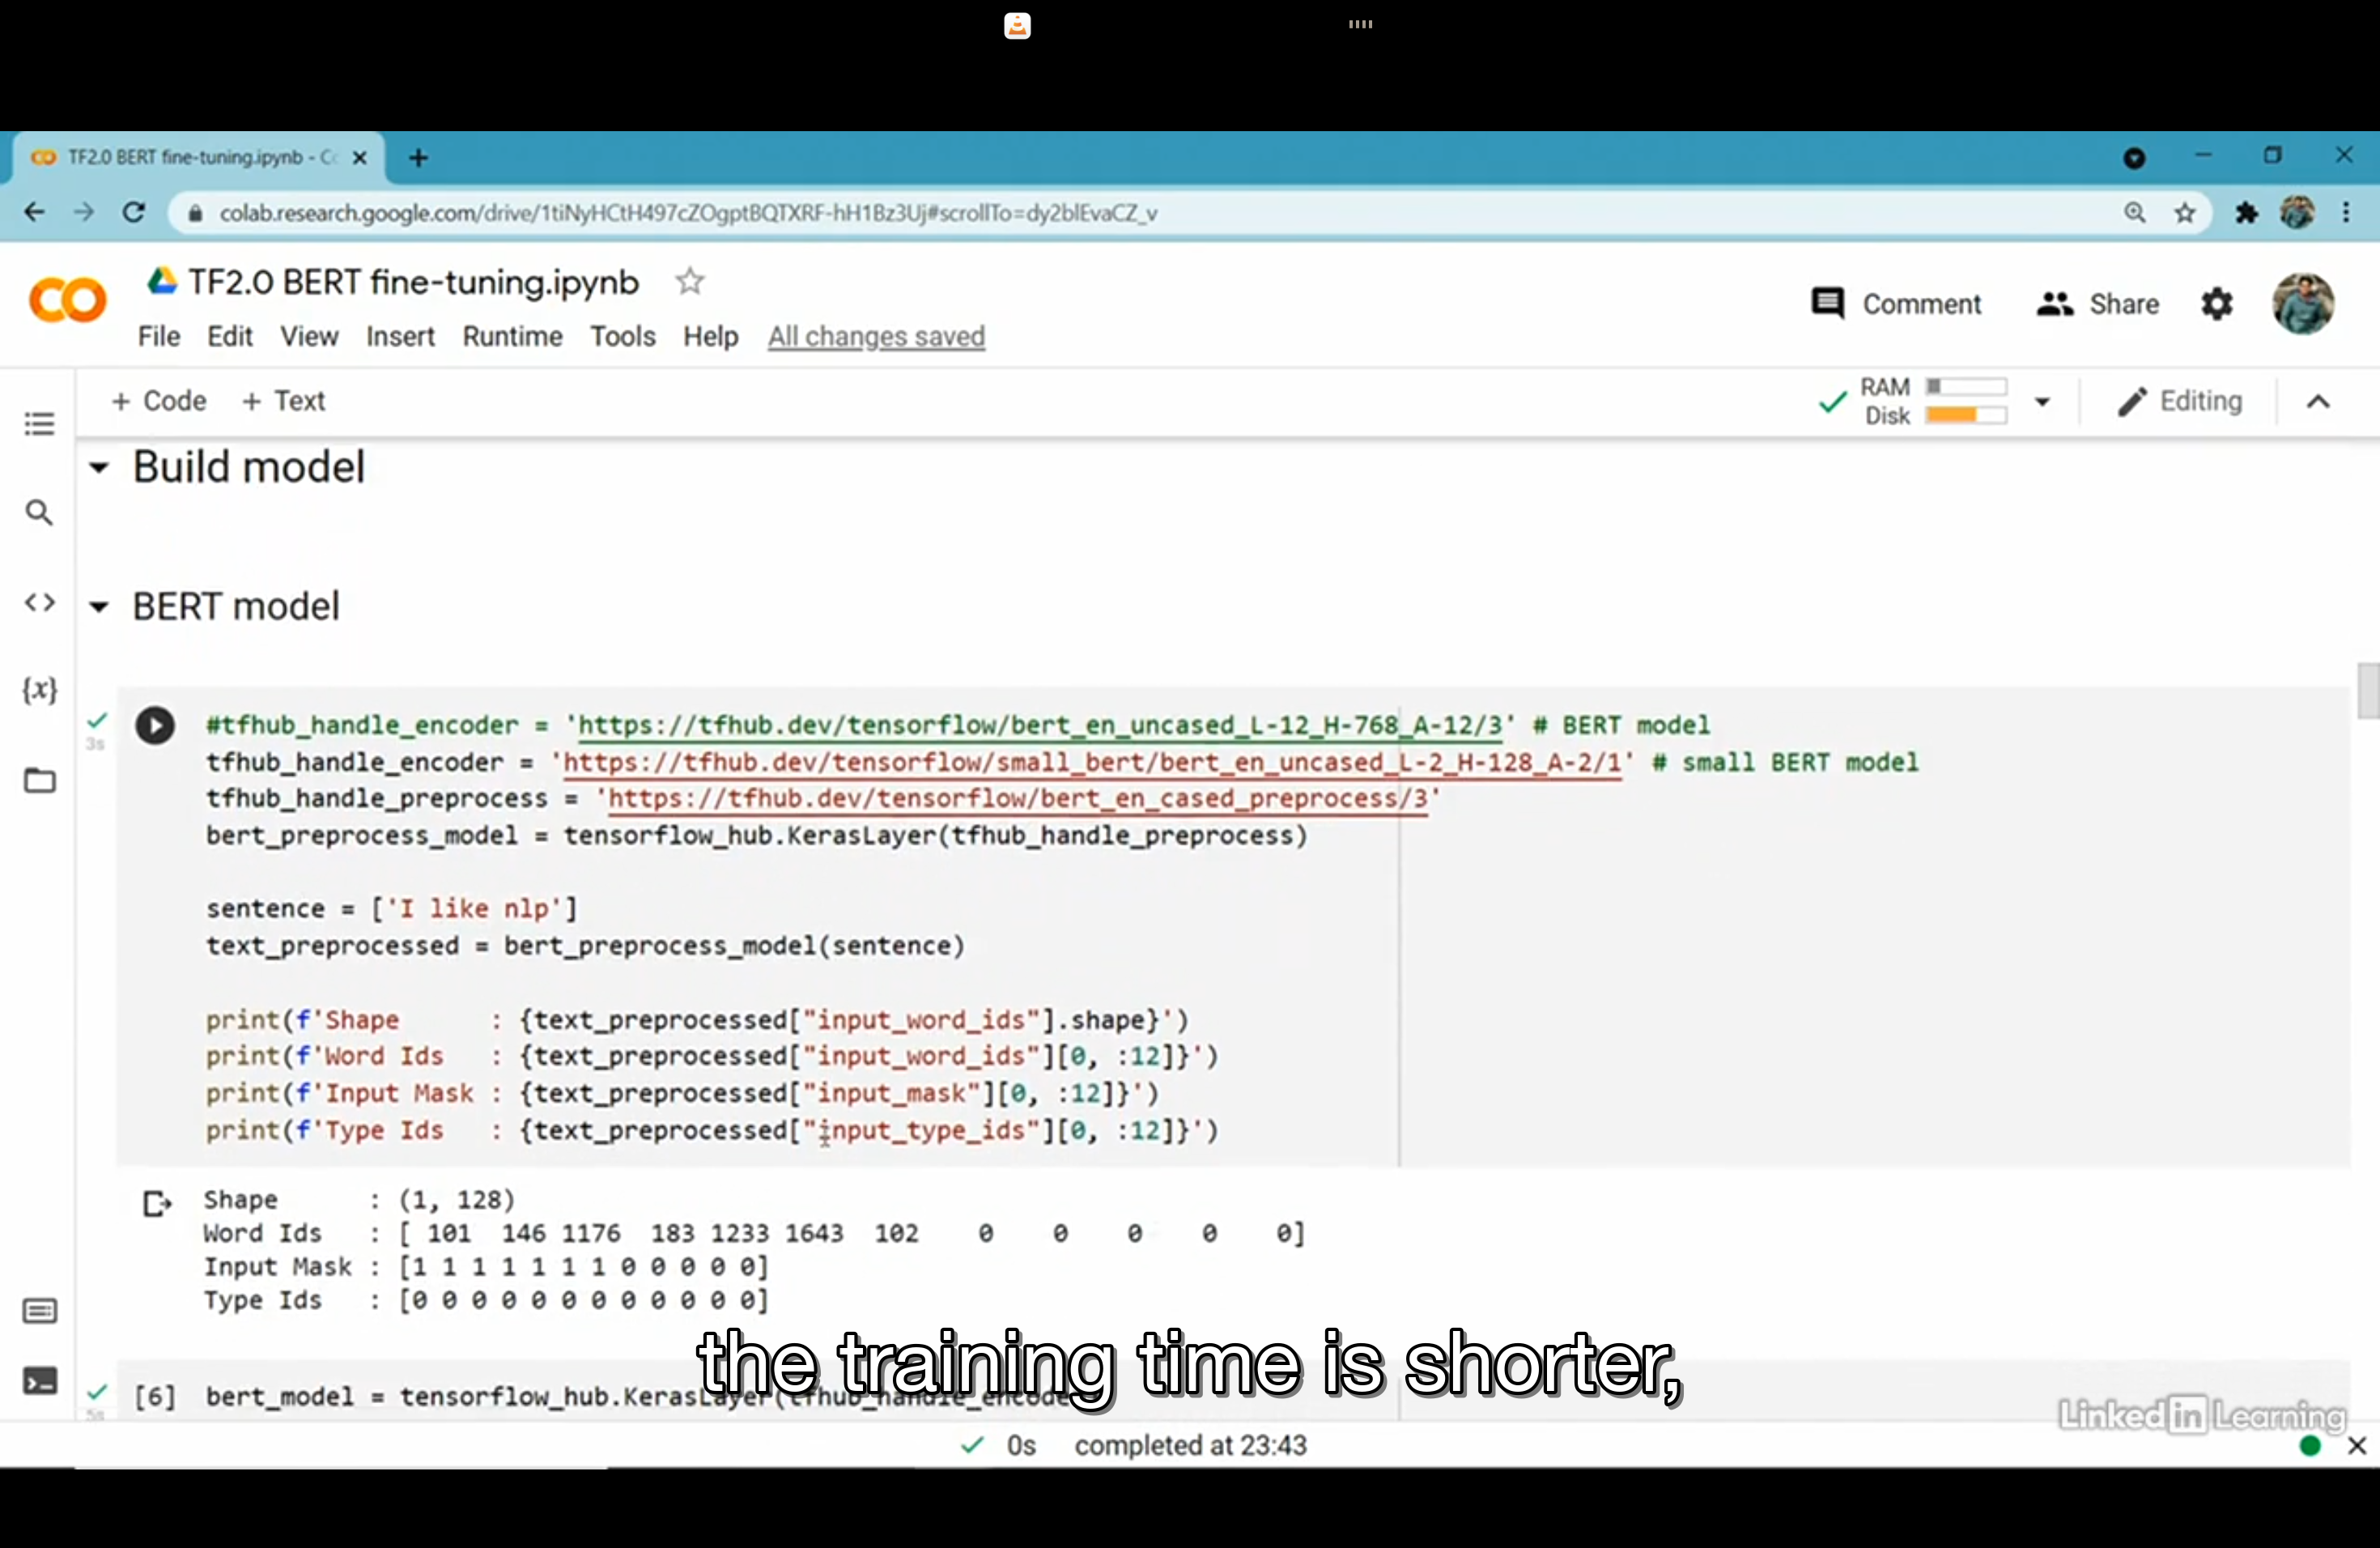 TF2.0 BERT fine-tuning.ipynb - Co
colab.research.google.com/drive/1tiNyHCtH497cZOgptBQTXRF-hH1Bz3Uj#scrollTo=dy2blEvaCZ_v
TF2.0 BERT fine-tuning.ipynb
Comment Share
File Edit View Insert Runtime Tools Help All changes saved
+ Code + Text
RAM
Disk
Editing
Build model
BERT model
3s
#tfhub_handle_encoder = 'https://tfhub.dev/tensorflow/bert_en_uncased_L-12_H-768_A-12/3' # BERT model
tfhub_handle_encoder = 'https://tfhub.dev/tensorflow/small_bert/bert_en_uncased_L-2_H-128_A-2/1' # small BERT model
tfhub_handle_preprocess = 'https://tfhub.dev/tensorflow/bert_en_cased_preprocess/3'
bert_preprocess_model = tensorflow_hub.KerasLayer(tfhub_handle_preprocess)
sentence = ['I like nlp']
text_preprocessed = bert_preprocess_model(sentence)
print(f'Shape      : {text_preprocessed["input_word_ids"].shape}')
print(f'Word Ids   : {text_preprocessed["input_word_ids"][0, :12]}')
print(f'Input Mask : {text_preprocessed["input_mask"][0, :12]}')
print(f'Type Ids   : {text_preprocessed["input_type_ids"][0, :12]}')
Shape      : (1, 128)
Word Ids   : [ 101  146 1176  183 1233 1643  102    0    0    0    0    0]
Input Mask : [1 1 1 1 1 1 1 0 0 0 0 0]
Type Ids   : [0 0 0 0 0 0 0 0 0 0 0 0]
the training time is shorter,
[6] bert_model = tensorflow_hub.KerasLayer(tfhub_handle_encode
5s
LinkedIn Learning
0s completed at 23:43